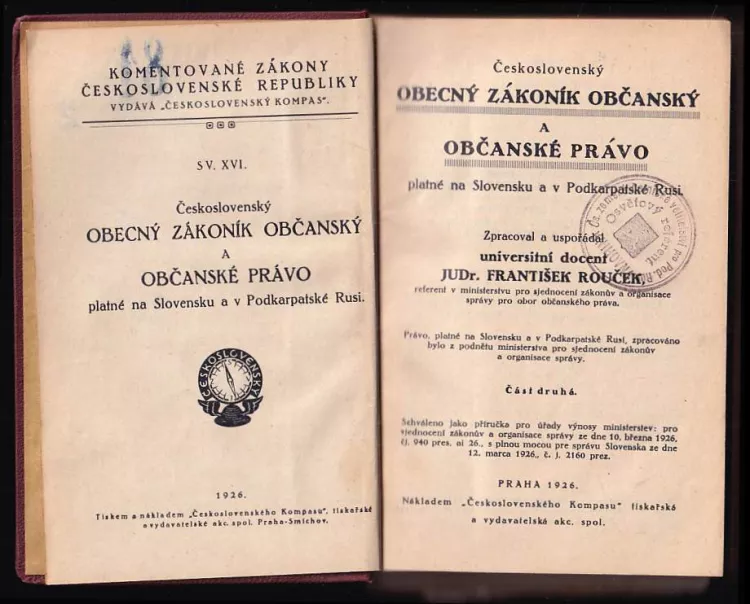 KOMENTOVANÉ ZÁKONY
ČESKOSLOVENSKÉ REPUBLIKY
VYDÁVÁ „ČESKOSLOVENSKÝ KOMPAS“.
SV. XVI.
Československý
OBECNÝ ZÁKONÍK OBČANSKÝ
A
OBČANSKÉ PRÁVO
platné na Slovensku a v Podkarpatské Rusi.
ČESKOSLOVENSKÝ
1926.
Tiskem a nákladem „Československého Kompasu“, tiskařské
a vydavatelské akc. spol. Praha-Smíchov.
Československý
OBECNÝ ZÁKONÍK OBČANSKÝ
A
OBČANSKÉ PRÁVO
platné na Slovensku a v Podkarpatské Rusi.
Zpracoval a uspořádal
universitní docent
JUDr. FRANTIŠEK ROUČEK,
referent v ministerstvu pro sjednocení zákonův a organisace
správy pro obor občanského práva.
Osvětový
referent
Právo, platné na Slovensku a v Podkarpatské Rusi, zpracováno
bylo z podnětu ministerstva pro sjednocení zákonův
a organisace správy.
Část druhá.
Schváleno jako příručka pro úřady výnosy ministerstev: pro
sjednocení zákonův a organisace správy ze dne 10. března 1926,
čj. 940 pres. ai 26., s plnou mocou pre správu Slovenska ze dne
12. marca 1926., č. j. 2160 prez.
PRAHA 1926.
Nákladem „Československého Kompasu“ tiskařská
a vydavatelská akc. spol.